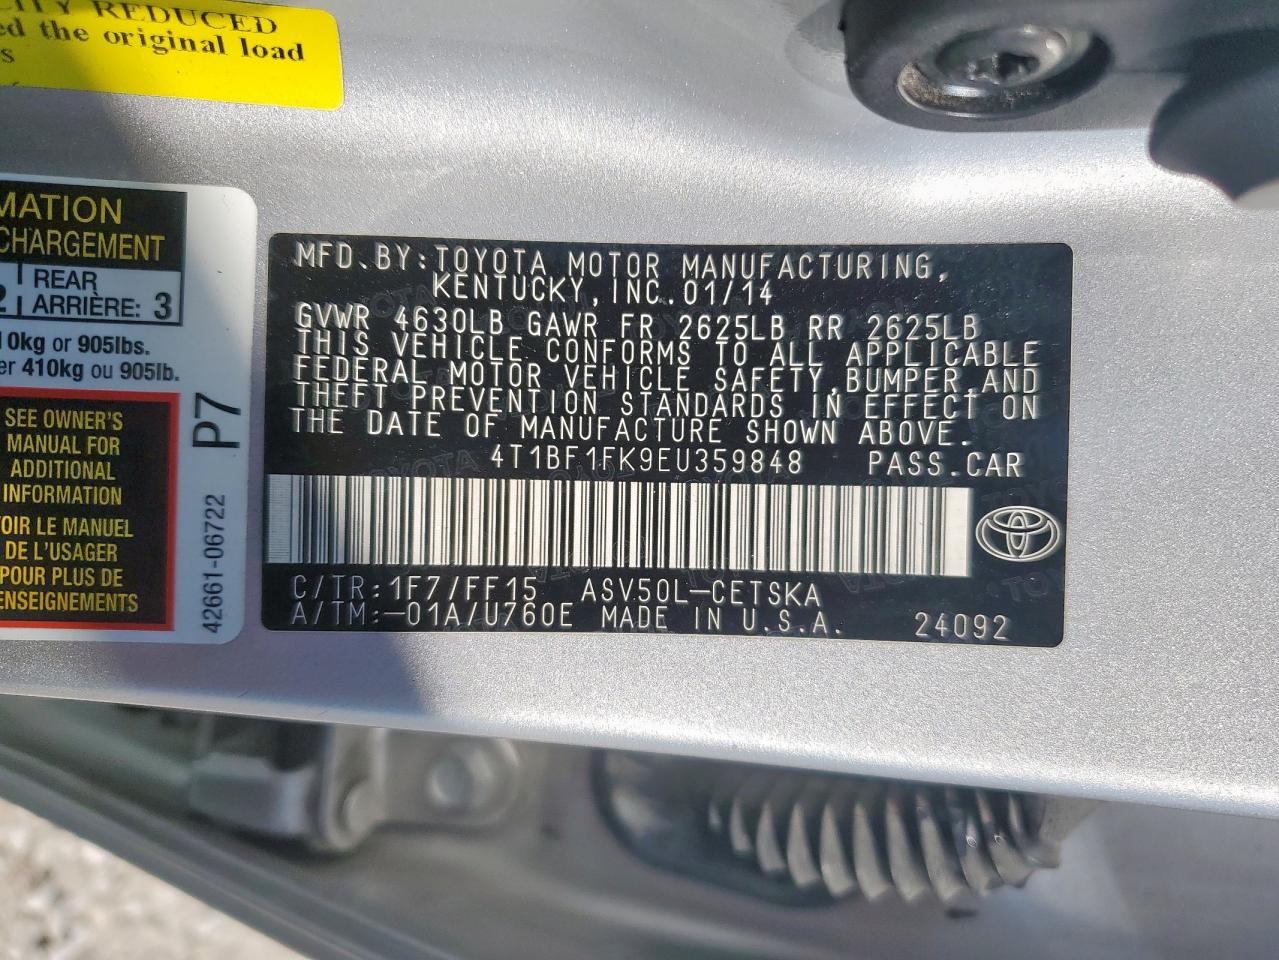 REDUCED
the original load
MATION
CHARGEMENT
2 REAR
ARRIÈRE: 3
10kg or 905lbs.
er 410kg ou 905lb.
SEE OWNER'S
MANUAL FOR
ADDITIONAL
INFORMATION
OIR LE MANUEL
DE L'USAGER
POUR PLUS DE
ENSEIGNEMENTS
P7
42661-06722
MFD.BY:TOYOTA MOTOR MANUFACTURING,
KENTUCKY,INC.01/14
GVWR 4630LB GAWR FR 2625LB RR 2625LB
THIS VEHICLE CONFORMS TO ALL APPLICABLE
FEDERAL MOTOR VEHICLE SAFETY,BUMPER,AND
THEFT PREVENTION STANDARDS IN EFFECT ON
THE DATE OF MANUFACTURE SHOWN ABOVE.
4T1BF1FK9EU359848 PASS.CAR
C/TR:1F7/FF15 ASV50L-CETSKA
A/TM:-01A/U760E MADE IN U.S.A. 24092